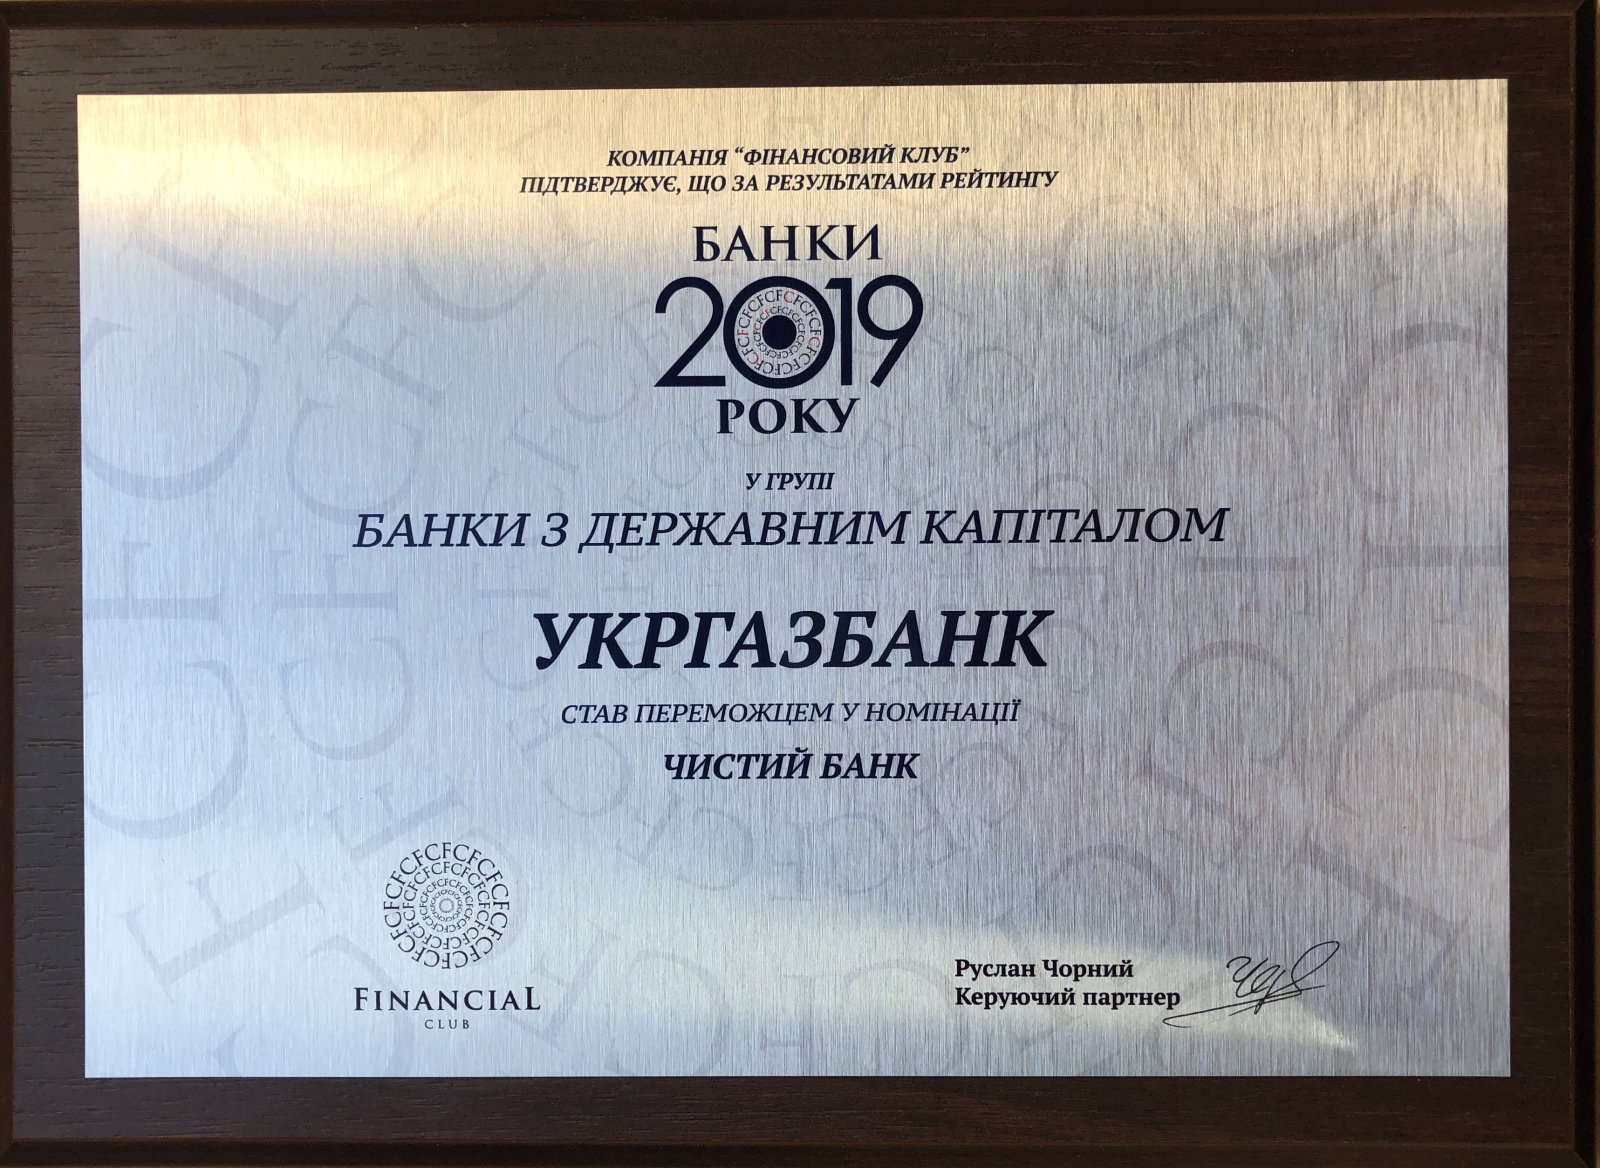 КОМПАНІЯ “ФІНАНСОВИЙ КЛУБ”
ПІДТВЕРДЖУЄ, ЩО ЗА РЕЗУЛЬТАТАМИ РЕЙТИНГУ
БАНКИ
2019
РОКУ
У ГРУПІ
БАНКИ З ДЕРЖАВНИМ КАПІТАЛОМ
УКРГАЗБАНК
СТАВ ПЕРЕМОЖЦЕМ У НОМІНАЦІЇ
ЧИСТИЙ БАНК
FINANCIAL
CLUB
Руслан Чорний
Керуючий партнер